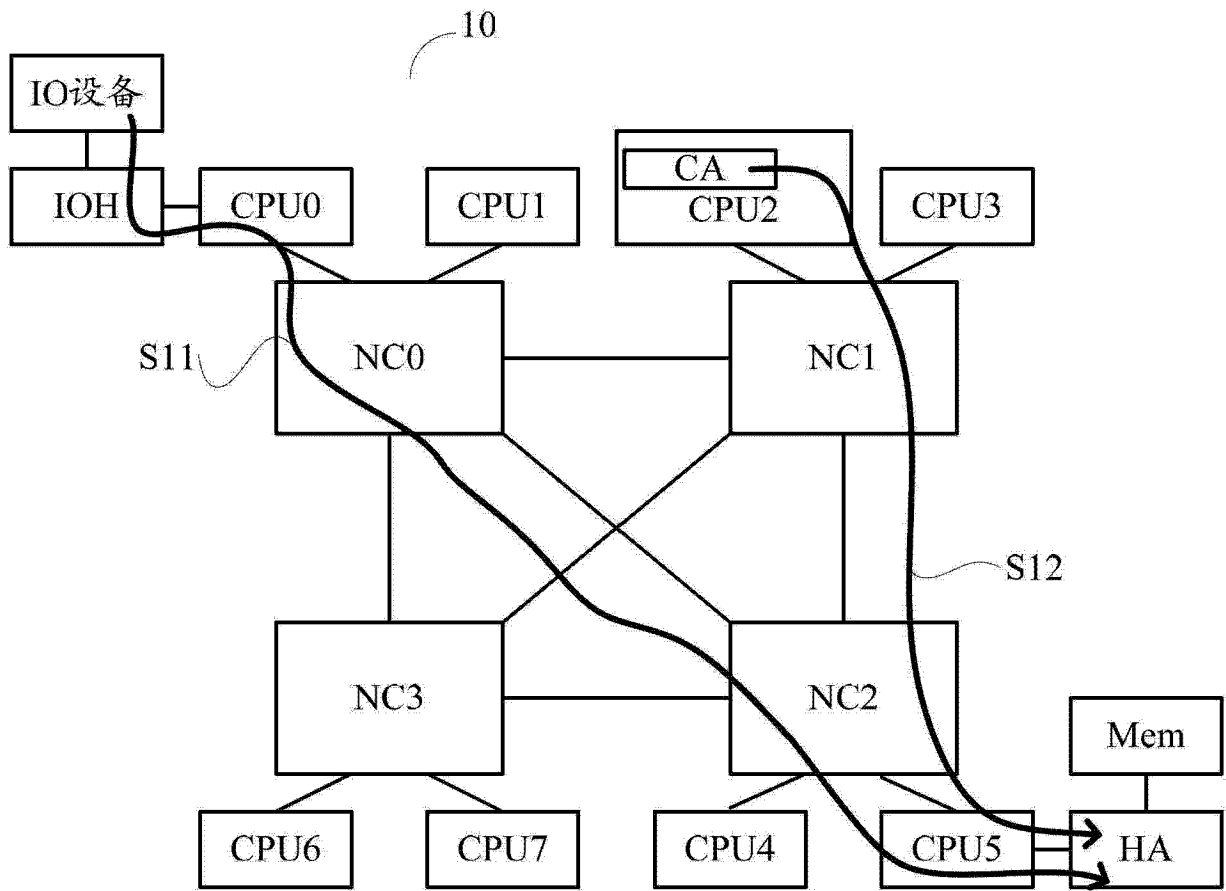 10
IO设备
IOH
CPU0
CPU1
CA
CPU2
CPU3
NC0
NC1
S11
S12
NC3
NC2
Mem
CPU6
CPU7
CPU4
CPU5
HA